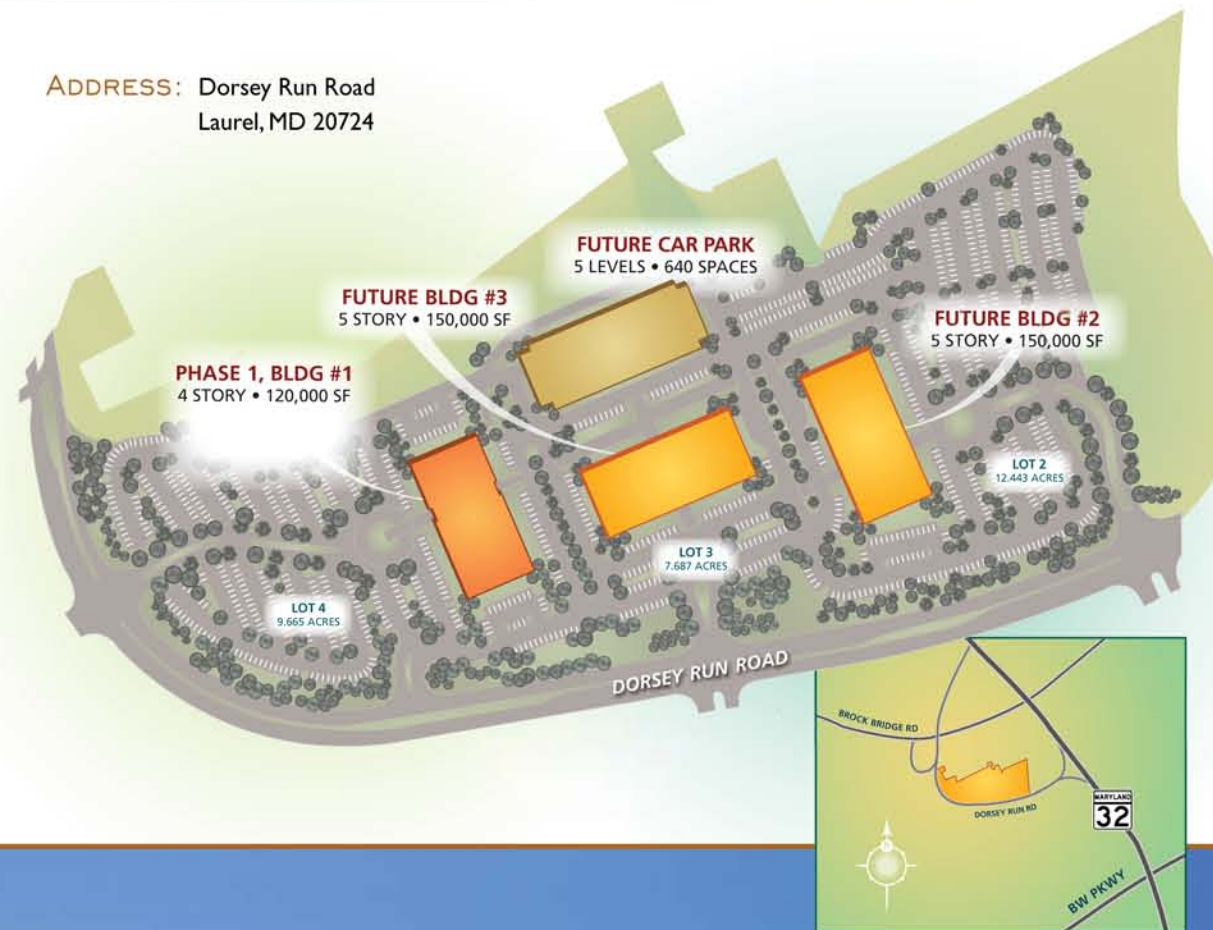 ADDRESS: Dorsey Run Road
Laurel, MD 20724
FUTURE CAR PARK
5 LEVELS • 640 SPACES
FUTURE BLDG #3
5 STORY • 150,000 SF
FUTURE BLDG #2
5 STORY • 150,000 SF
PHASE 1, BLDG #1
4 STORY • 120,000 SF
LOT 2
12.443 ACRES
LOT 3
7.687 ACRES
LOT 4
9.665 ACRES
DORSEY RUN ROAD
BROCK BRIDGE RD
DORSEY RUN RD
MARYLAND
32
N
BW PKWY